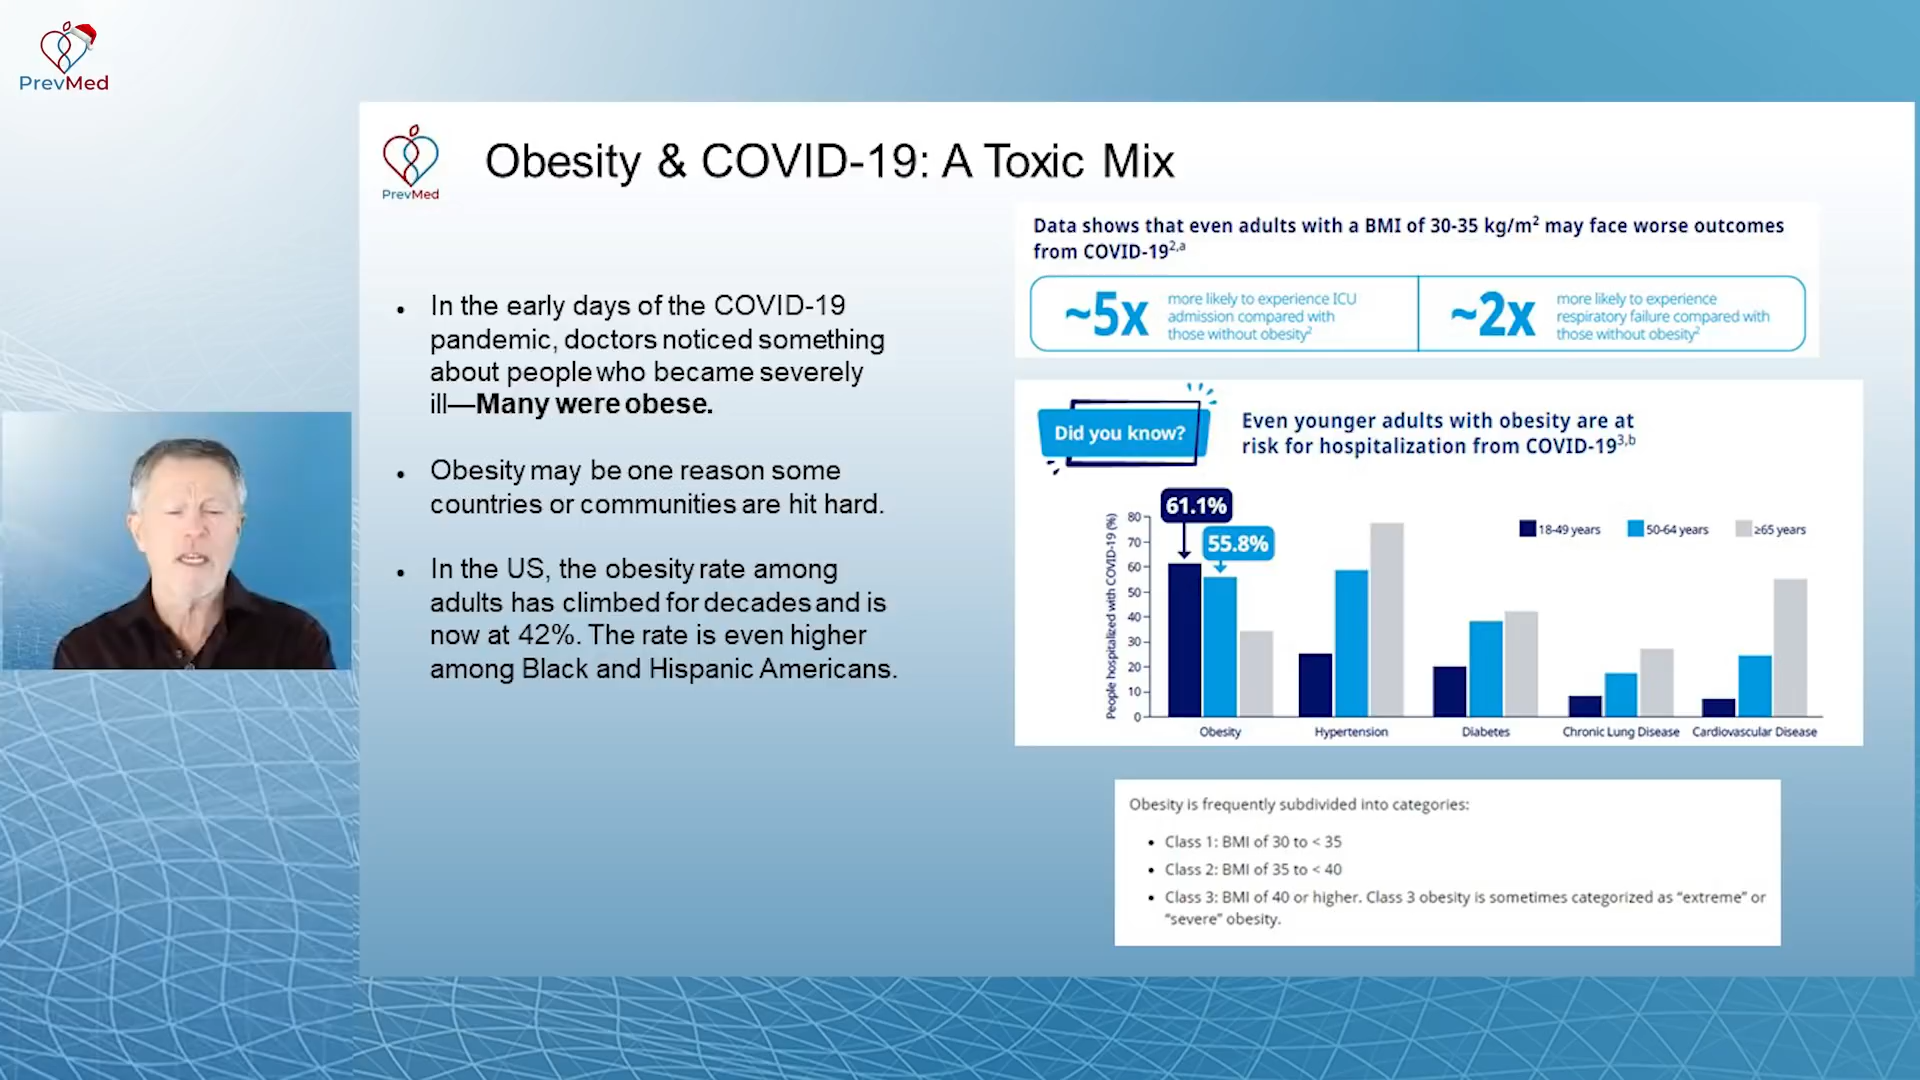 PrevMed
PrevMed
Obesity & COVID-19: A Toxic Mix
In the early days of the COVID-19
pandemic, doctors noticed something
about people who became severely
ill—Many were obese.
Obesity may be one reason some
countries or communities are hit hard.
In the US, the obesity rate among
adults has climbed for decades and is
now at 42%. The rate is even higher
among Black and Hispanic Americans.
Data shows that even adults with a BMI of 30-35 kg/m² may face worse outcomes
from COVID-19²,ᵃ
~5x
more likely to experience ICU
admission compared with
those without obesity²
~2x
more likely to experience
respiratory failure compared with
those without obesity²
Did you know?
Even younger adults with obesity are at
risk for hospitalization from COVID-19³,ᵇ
61.1%
55.8%
18-49 years
50-64 years
≥65 years
People hospitalized with COVID-19 (%)
80
70
60
50
40
30
20
10
0
Obesity
Hypertension
Diabetes
Chronic Lung Disease
Cardiovascular Disease
Obesity is frequently subdivided into categories:
Class 1: BMI of 30 to < 35
Class 2: BMI of 35 to < 40
Class 3: BMI of 40 or higher. Class 3 obesity is sometimes categorized as “extreme” or
“severe” obesity.